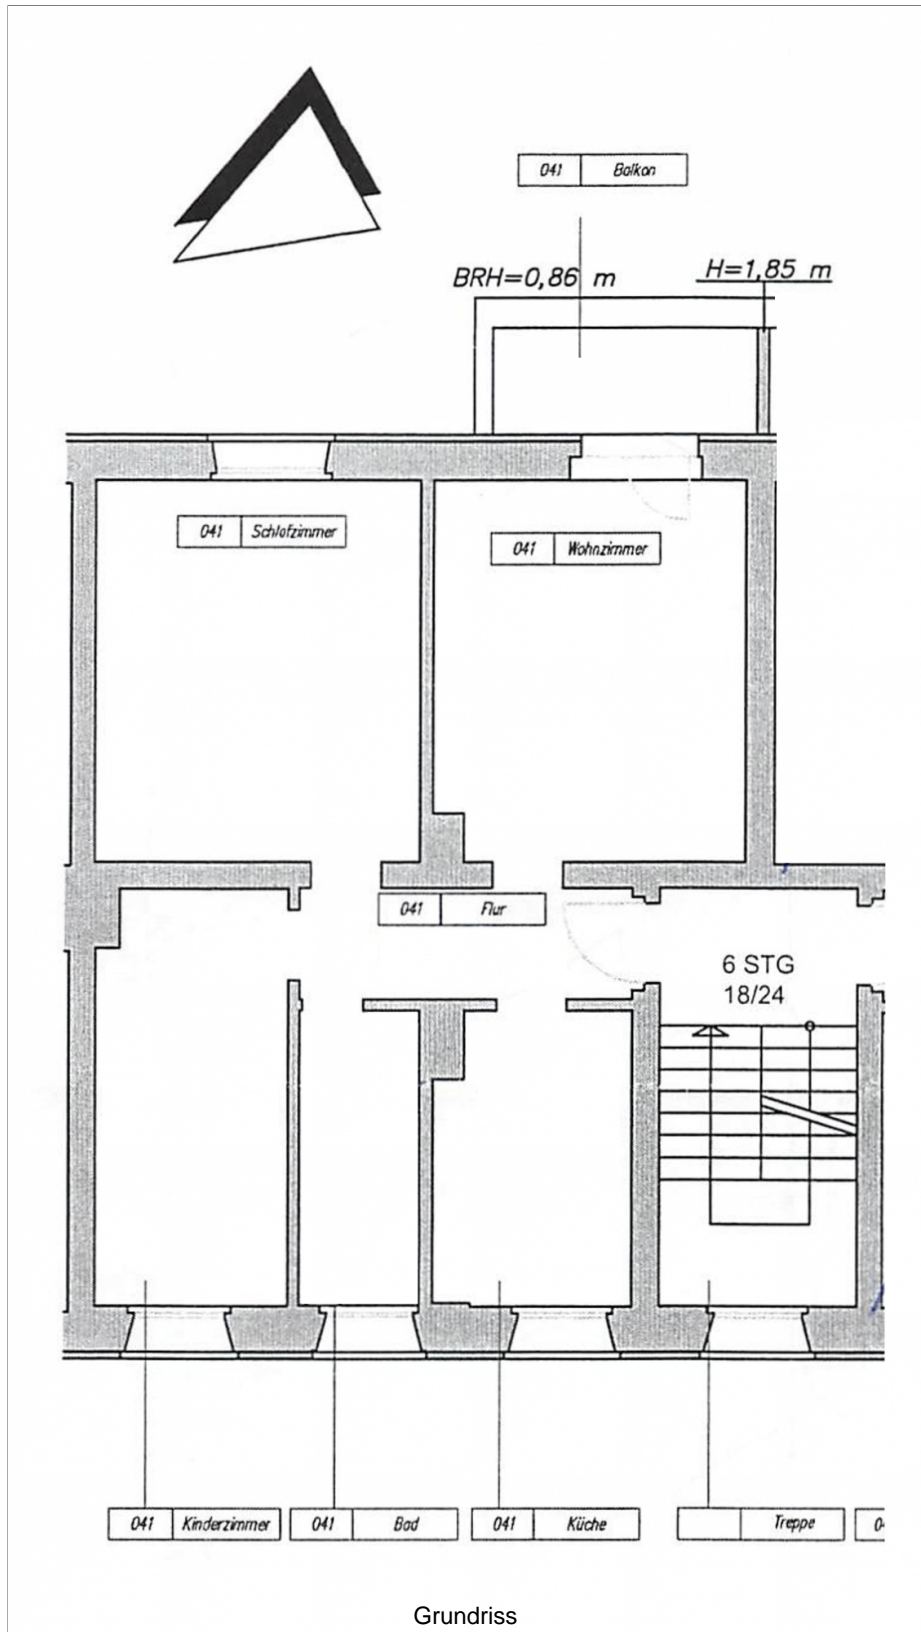 041 Balkon
BRH=0,86 m
H=1,85 m
041 Schlafzimmer
041 Wohnzimmer
041 Flur
6 STG
18/24
041 Kinderzimmer
041 Bad
041 Küche
Treppe
Grundriss